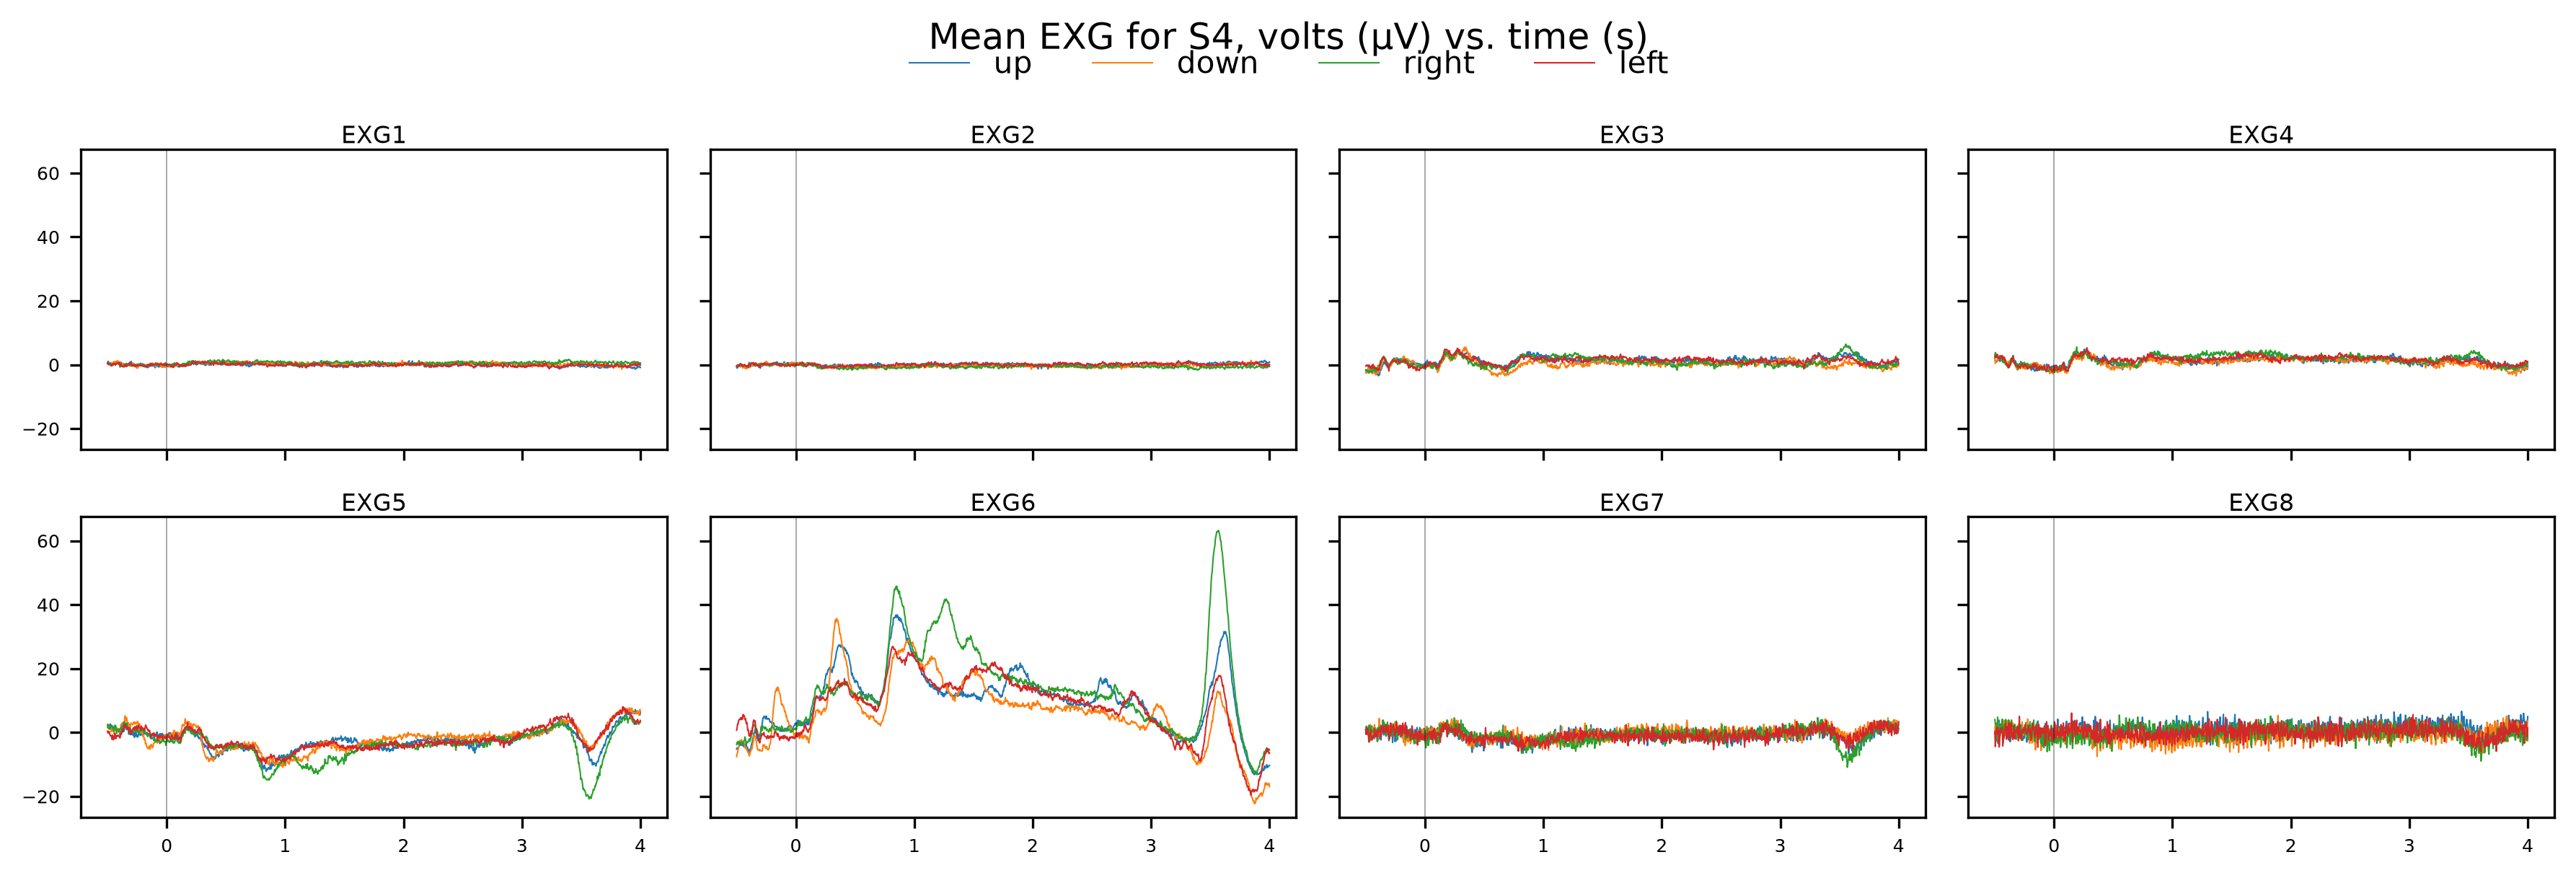 Mean EXG for S4, volts (µV) vs. time (s)
up down right left
EXG1 EXG2 EXG3 EXG4
60
40
20
0
−20
EXG5 EXG6 EXG7 EXG8
60
40
20
0
−20
0 1 2 3 4 0 1 2 3 4 0 1 2 3 4 0 1 2 3 4